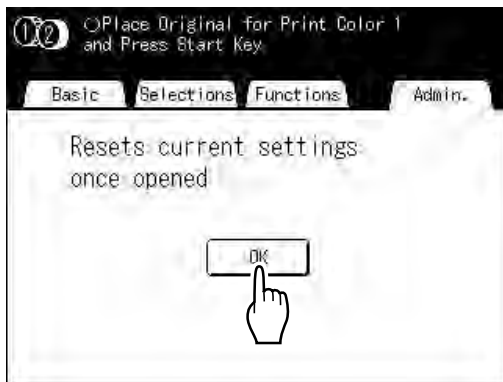 ①② ○Place Original for Print Color 1
and Press Start Key
Basic Selections Functions Admin.
Resets current settings
once opened
OK